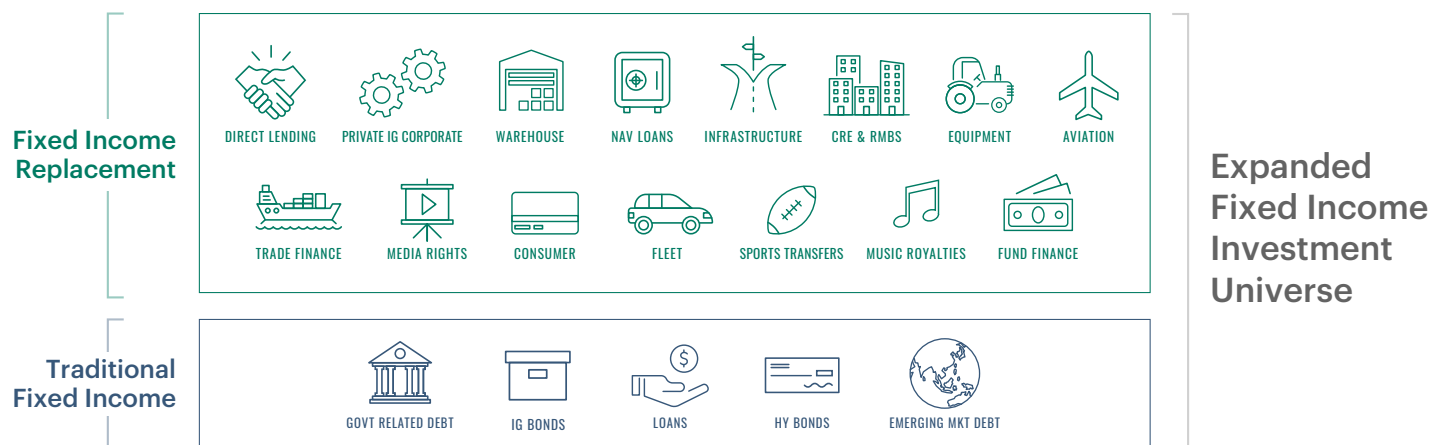 Fixed Income
Replacement
DIRECT LENDING
PRIVATE IG CORPORATE
WAREHOUSE
NAV LOANS
INFRASTRUCTURE
CRE & RMBS
EQUIPMENT
AVIATION
TRADE FINANCE
MEDIA RIGHTS
CONSUMER
FLEET
SPORTS TRANSFERS
MUSIC ROYALTIES
FUND FINANCE
Expanded
Fixed Income
Investment
Universe
Traditional
Fixed Income
$
GOVT RELATED DEBT
IG BONDS
LOANS
HY BONDS
EMERGING MKT DEBT